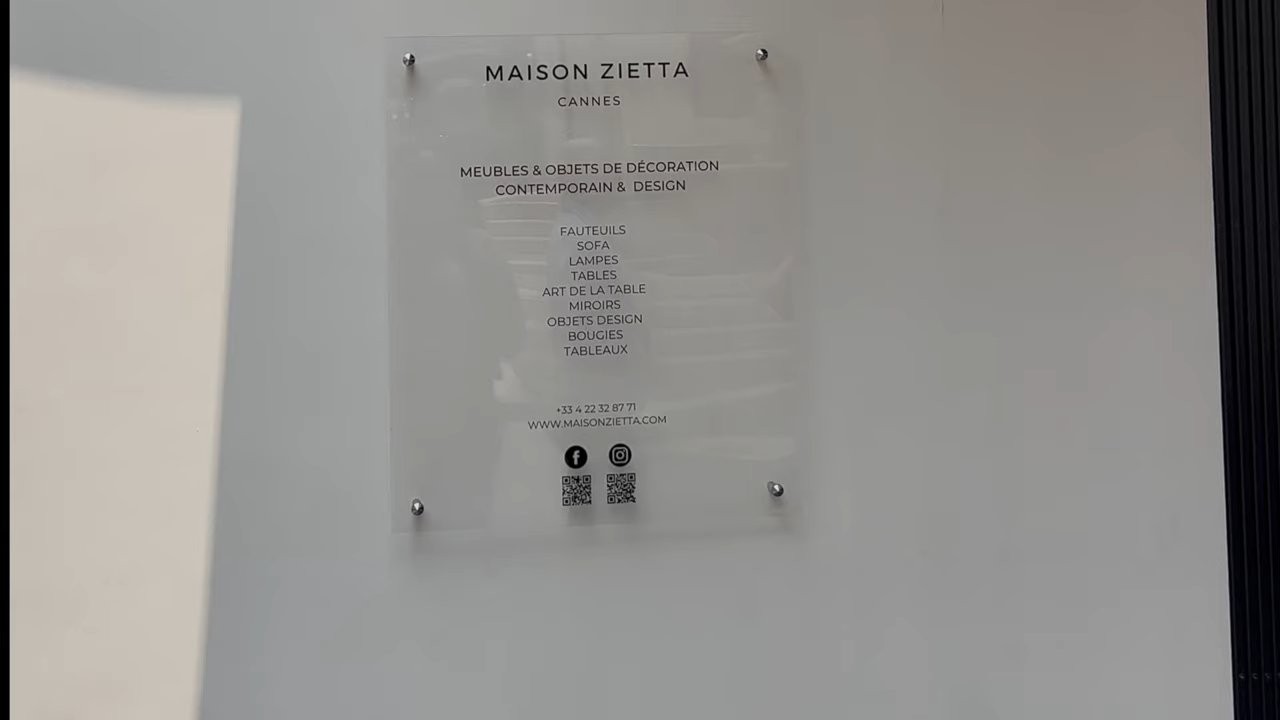 MAISON ZIETTA
CANNES
MEUBLES & OBJETS DE DÉCORATION
CONTEMPORAIN & DESIGN
FAUTEUILS
SOFA
LAMPES
TABLES
ART DE LA TABLE
MIROIRS
OBJETS DESIGN
BOUGIES
TABLEAUX
+33 4 22 32 87 71
WWW.MAISONZIETTA.COM